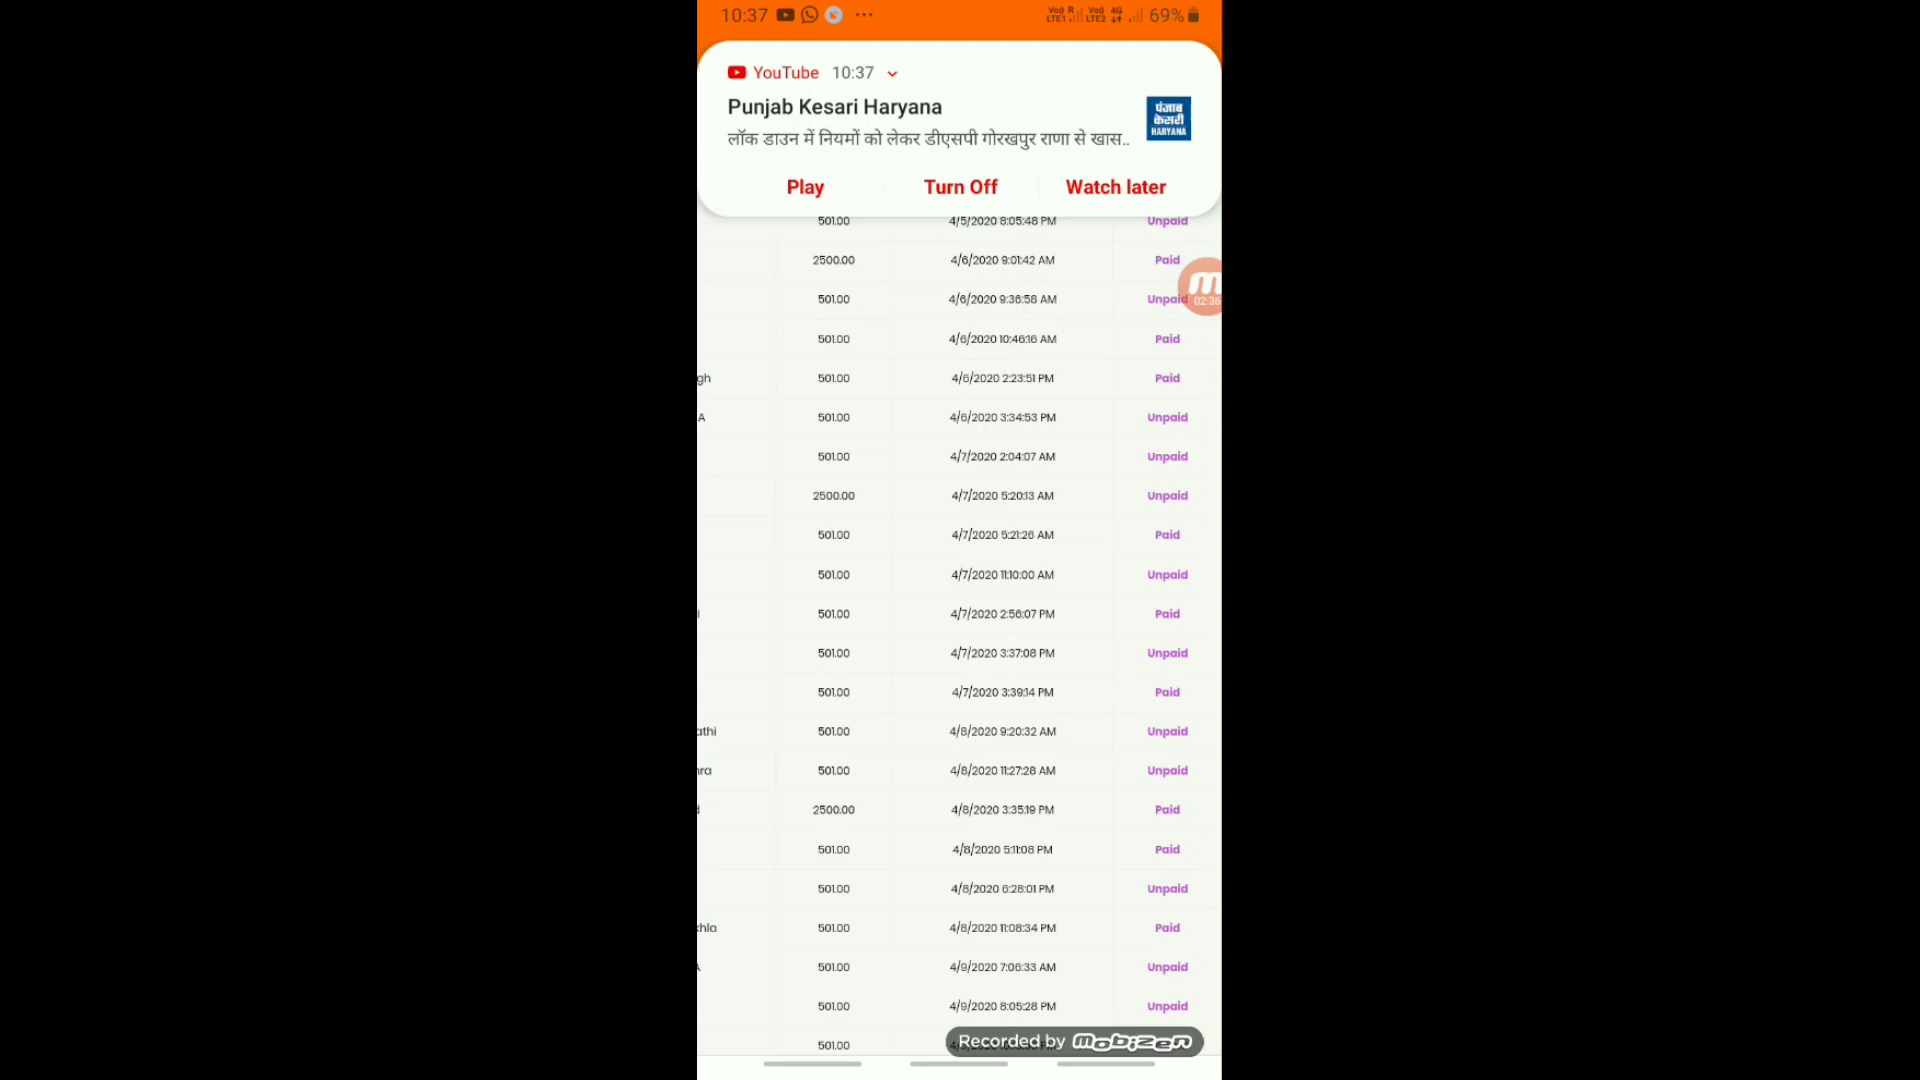 10:37
Vo)) R LTE1 Vo)) 4G LTE2 69%
YouTube 10:37
Punjab Kesari Haryana
लॉक डाउन में नियमों को लेकर डीएसपी गोरखपुर राणा से खास..
पंजाब
केसरी
HARYANA
Play Turn Off Watch later
501.00 4/5/2020 8:05:48 PM Unpaid
2500.00 4/6/2020 9:01:42 AM Paid
501.00 4/6/2020 9:36:58 AM Unpaid
02:36
501.00 4/6/2020 10:46:16 AM Paid
gh 501.00 4/6/2020 2:23:51 PM Paid
A 501.00 4/6/2020 3:34:53 PM Unpaid
501.00 4/7/2020 2:04:07 AM Unpaid
2500.00 4/7/2020 5:20:13 AM Unpaid
501.00 4/7/2020 5:21:26 AM Paid
501.00 4/7/2020 11:10:00 AM Unpaid
501.00 4/7/2020 2:56:07 PM Paid
501.00 4/7/2020 3:37:08 PM Unpaid
501.00 4/7/2020 3:39:14 PM Paid
athi 501.00 4/8/2020 9:20:32 AM Unpaid
ra 501.00 4/8/2020 11:27:28 AM Unpaid
2500.00 4/8/2020 3:35:19 PM Paid
501.00 4/8/2020 5:11:08 PM Paid
501.00 4/8/2020 6:28:01 PM Unpaid
hla 501.00 4/8/2020 11:08:34 PM Paid
A 501.00 4/9/2020 7:06:33 AM Unpaid
501.00 4/9/2020 8:05:28 PM Unpaid
501.00
Recorded by mobizen